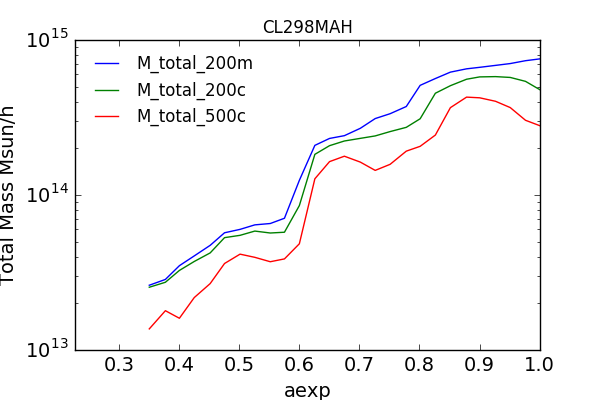 CL298MAH
10^15
M_total_200m
M_total_200c
M_total_500c
10^14
10^13
Total Mass Msun/h
0.3 0.4 0.5 0.6 0.7 0.8 0.9 1.0
aexp